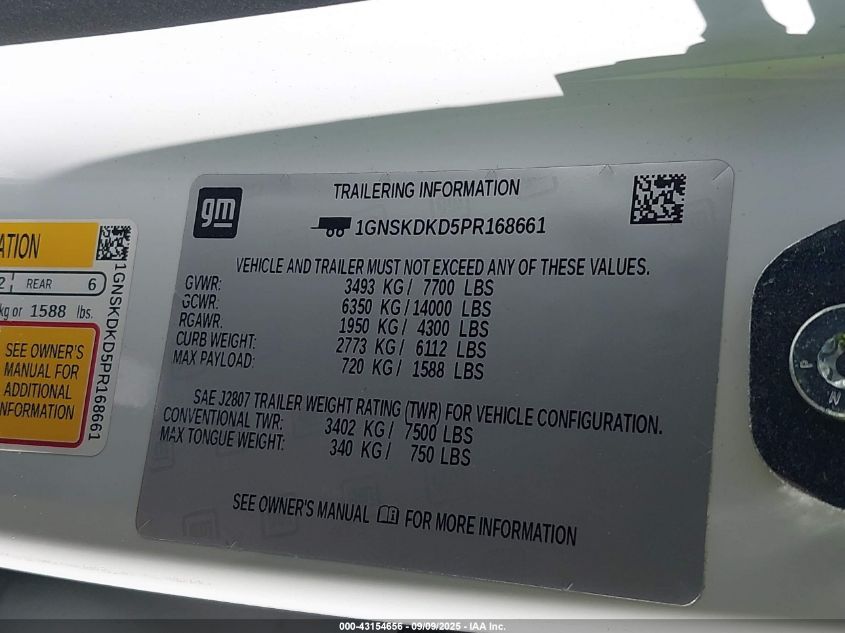 gm
TRAILERING INFORMATION
1GNSKDKD5PR168661
VEHICLE AND TRAILER MUST NOT EXCEED ANY OF THESE VALUES.
GVWR: 3493 KG/ 7700 LBS
GCWR: 6350 KG/14000 LBS
RGAWR: 1950 KG/ 4300 LBS
CURB WEIGHT: 2773 KG/ 6112 LBS
MAX PAYLOAD: 720 KG/ 1588 LBS
SAE J2807 TRAILER WEIGHT RATING (TWR) FOR VEHICLE CONFIGURATION.
CONVENTIONAL TWR: 3402 KG/ 7500 LBS
MAX TONGUE WEIGHT: 340 KG/ 750 LBS
SEE OWNER'S MANUAL FOR MORE INFORMATION
ATION
2 REAR 6
kg or 1588 lbs.
SEE OWNER'S
MANUAL FOR
ADDITIONAL
INFORMATION
1GNSKDKD5PR168661
P
N
000-43154656 - 09/09/2025 - IAA Inc.